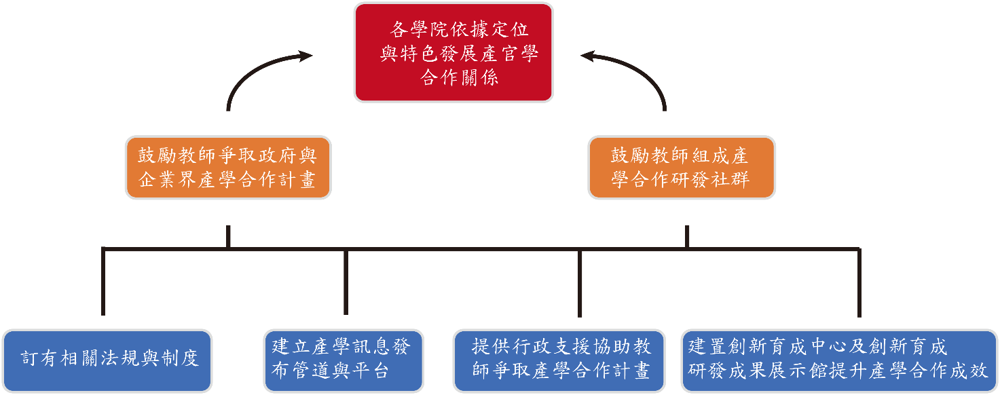 各學院依據定位
與特色發展產官學
合作關係
鼓勵教師爭取政府與
企業界產學合作計畫
鼓勵教師組成產
學合作研發社群
訂有相關法規與制度
建立產學訊息發
布管道與平台
提供行政支援協助教
師爭取產學合作計畫
建置創新育成中心及創新育成
研發成果展示館提升產學合作成效